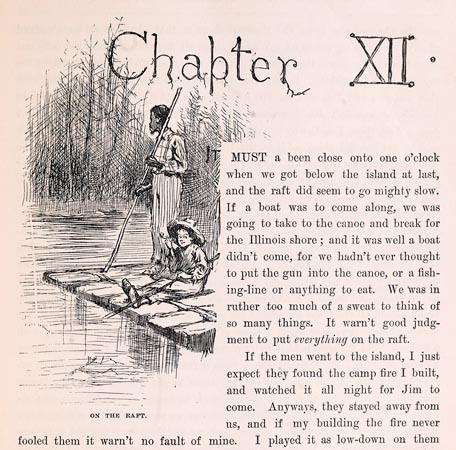 Chapter XII.
IT MUST a been close onto one o'clock
when we got below the island at last,
and the raft did seem to go mighty slow.
If a boat was to come along, we was
going to take to the canoe and break for
the Illinois shore; and it was well a boat
didn't come, for we hadn't ever thought
to put the gun into the canoe, or a fish-
ing-line or anything to eat. We was in
ruther too much of a sweat to think of
so many things. It warn't good judg-
ment to put everything on the raft.
If the men went to the island, I just
expect they found the camp fire I built,
and watched it all night for Jim to
come. Anyways, they stayed away from
us, and if my building the fire never
fooled them it warn't no fault of mine. I played it as low-down on them
ON THE RAFT.